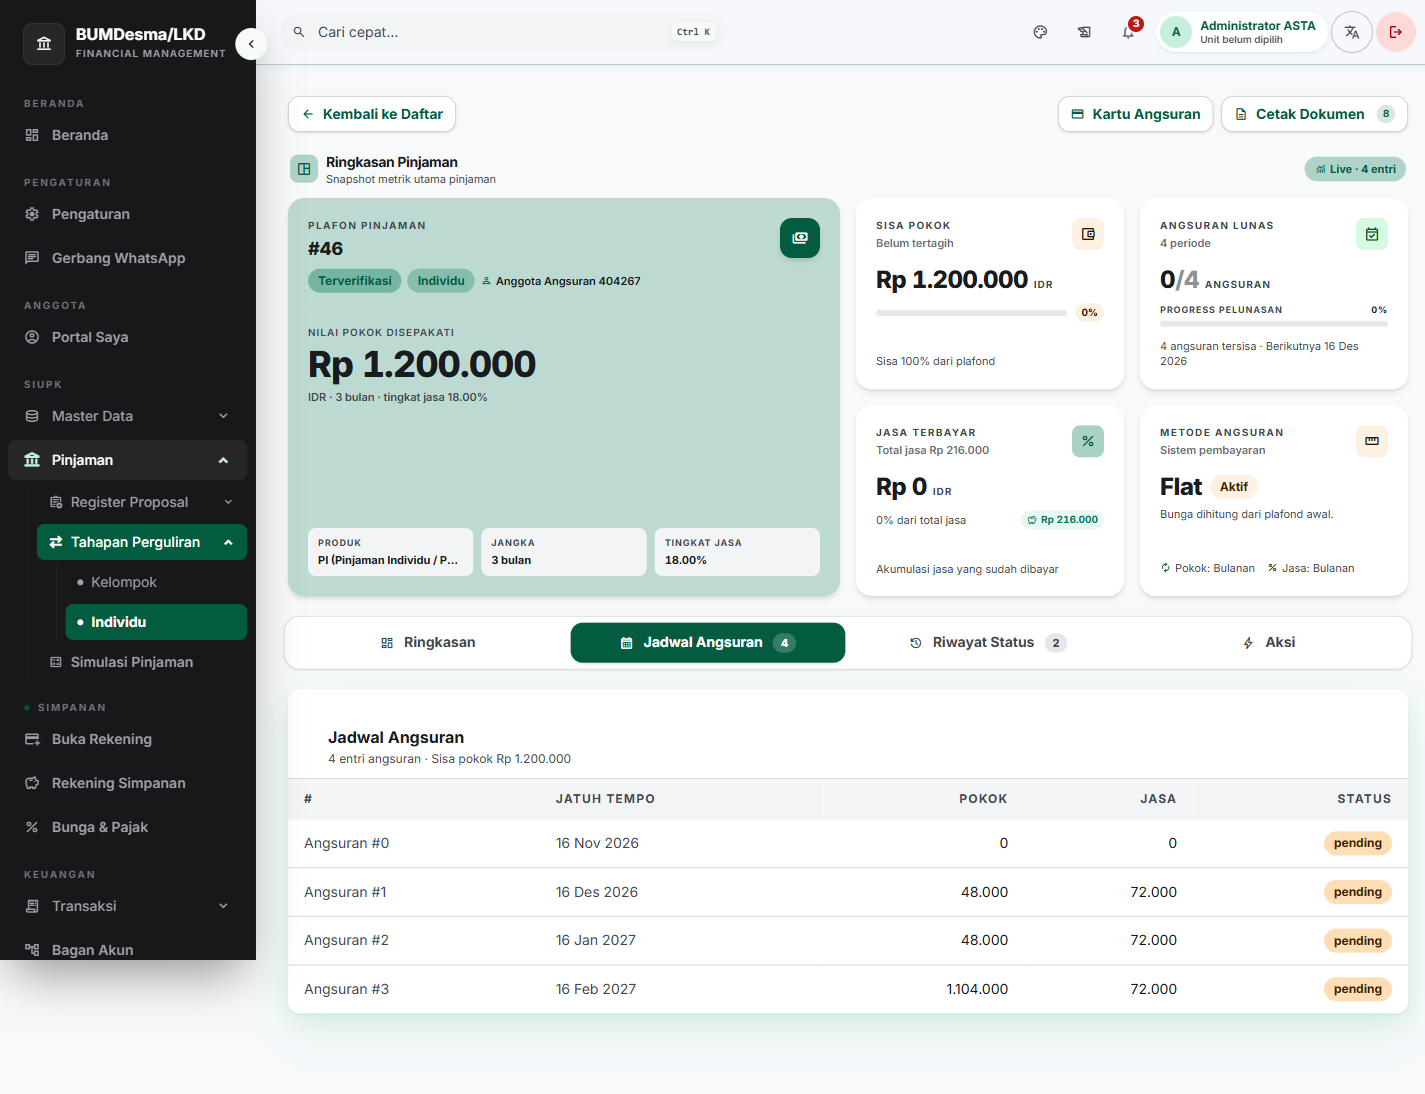 BUMDesma/LKD
FINANCIAL MANAGEMENT
BERANDA
Beranda
PENGATURAN
Pengaturan
Gerbang WhatsApp
ANGGOTA
Portal Saya
SIUPK
Master Data
Pinjaman
Register Proposal
Tahapan Perguliran
Kelompok
Individu
Simulasi Pinjaman
SIMPANAN
Buka Rekening
Rekening Simpanan
Bunga & Pajak
KEUANGAN
Transaksi
Bagan Akun
Cari cepat...
Ctrl K
3
A
Administrator ASTA
Unit belum dipilih
Kembali ke Daftar
Kartu Angsuran
Cetak Dokumen 8
Ringkasan Pinjaman
Snapshot metrik utama pinjaman
Live · 4 entri
PLAFON PINJAMAN
#46
Terverifikasi Individu Anggota Angsuran 404267
NILAI POKOK DISEPAKATI
Rp 1.200.000
IDR · 3 bulan · tingkat jasa 18.00%
PRODUK
PI (Pinjaman Individu / P...
JANGKA
3 bulan
TINGKAT JASA
18.00%
SISA POKOK
Belum tertagih
Rp 1.200.000 IDR
0%
Sisa 100% dari plafond
ANGSURAN LUNAS
4 periode
0/4 ANGSURAN
PROGRESS PELUNASAN 0%
4 angsuran tersisa · Berikutnya 16 Des
2026
JASA TERBAYAR
Total jasa Rp 216.000
Rp 0 IDR
0% dari total jasa Rp 216.000
Akumulasi jasa yang sudah dibayar
METODE ANGSURAN
Sistem pembayaran
Flat Aktif
Bunga dihitung dari plafond awal.
Pokok: Bulanan Jasa: Bulanan
Ringkasan
Jadwal Angsuran 4
Riwayat Status 2
Aksi
Jadwal Angsuran
4 entri angsuran · Sisa pokok Rp 1.200.000
# JATUH TEMPO POKOK JASA STATUS
Angsuran #0 16 Nov 2026 0 0 pending
Angsuran #1 16 Des 2026 48.000 72.000 pending
Angsuran #2 16 Jan 2027 48.000 72.000 pending
Angsuran #3 16 Feb 2027 1.104.000 72.000 pending